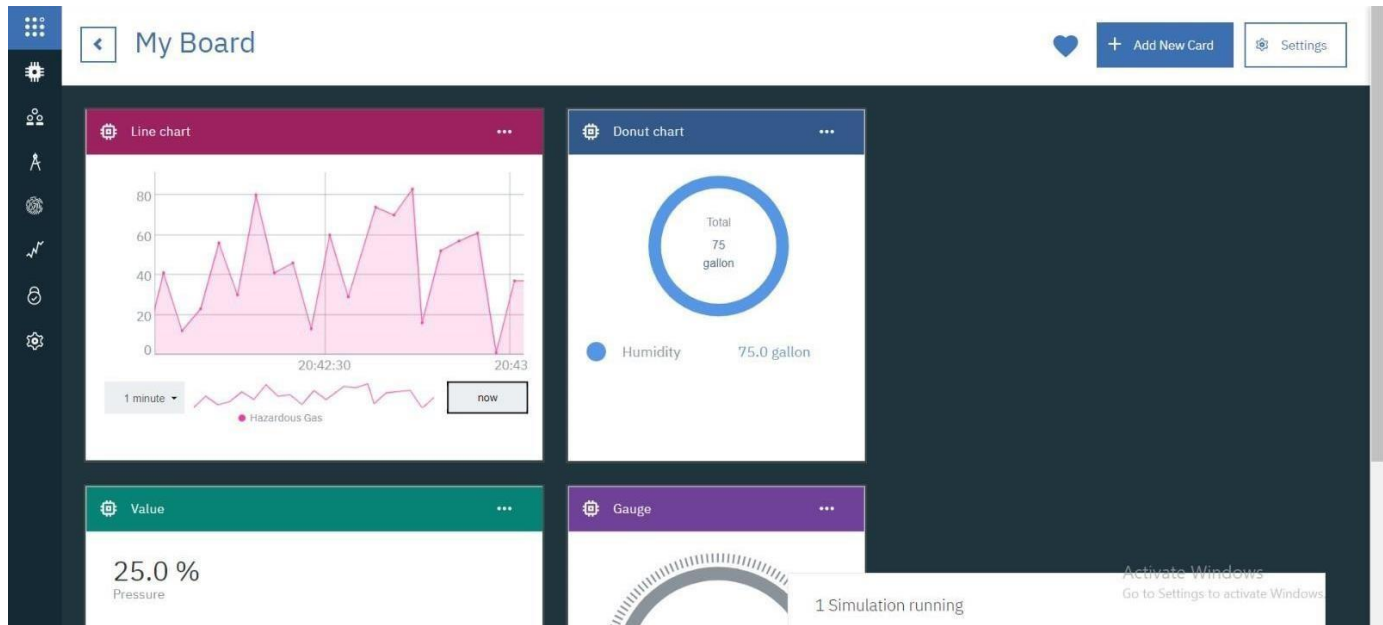 My Board
+ Add New Card
Settings
Line chart
80
60
40
20
0
20:42:30
20:43
1 minute
now
Hazardous Gas
Donut chart
Total
75
gallon
Humidity 75.0 gallon
Value
25.0 %
Pressure
Gauge
1 Simulation running
Activate Windows
Go to Settings to activate Windows.